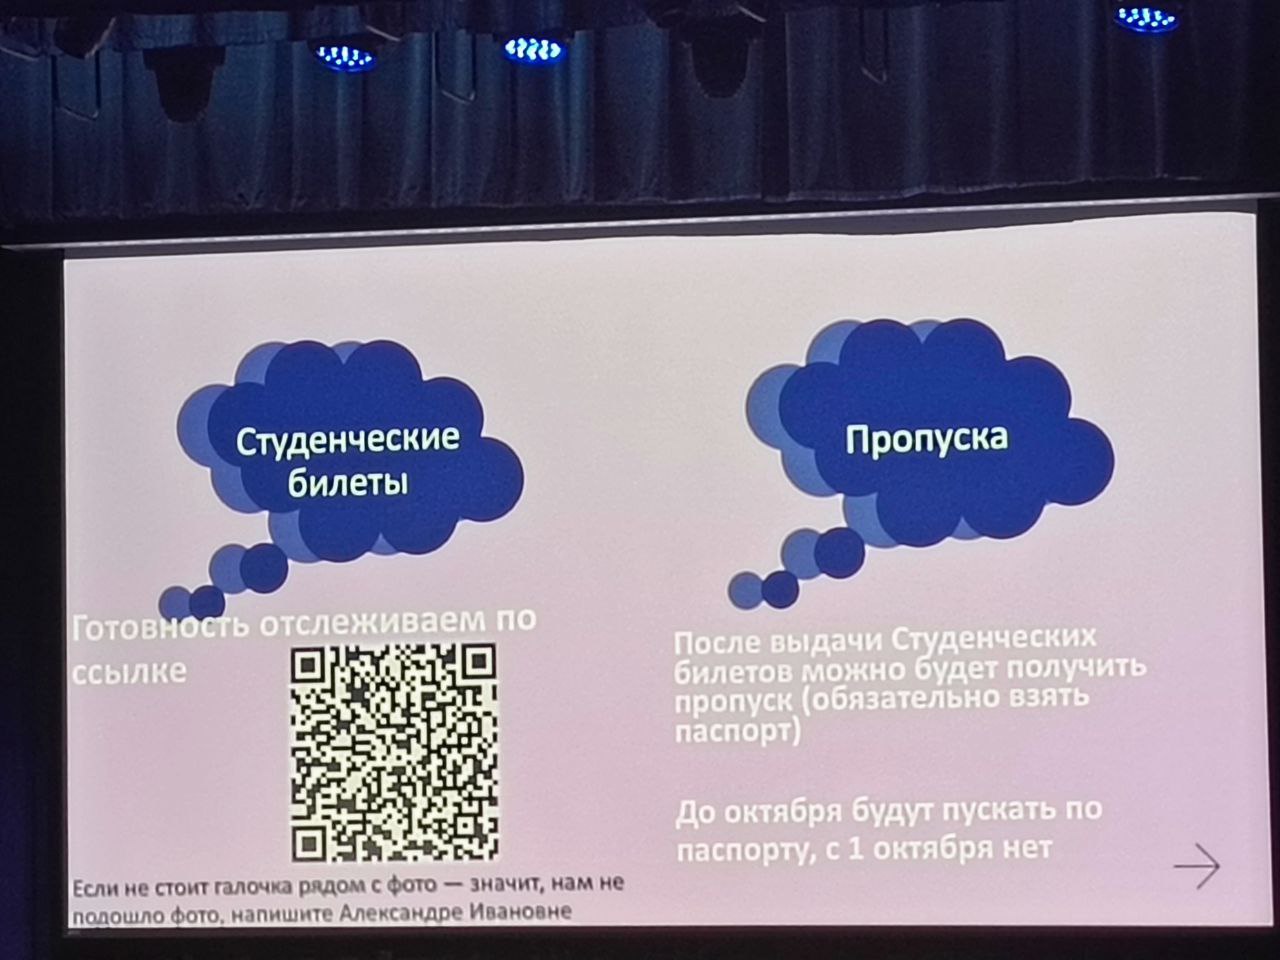 Студенческие
билеты
Готовность отслеживаем по
ссылке
Если не стоит галочка рядом с фото — значит, нам не
подошло фото, напишите Александре Ивановне
Пропуска
После выдачи Студенческих
билетов можно будет получить
пропуск (обязательно взять
паспорт)
До октября будут пускать по
паспорту, с 1 октября нет